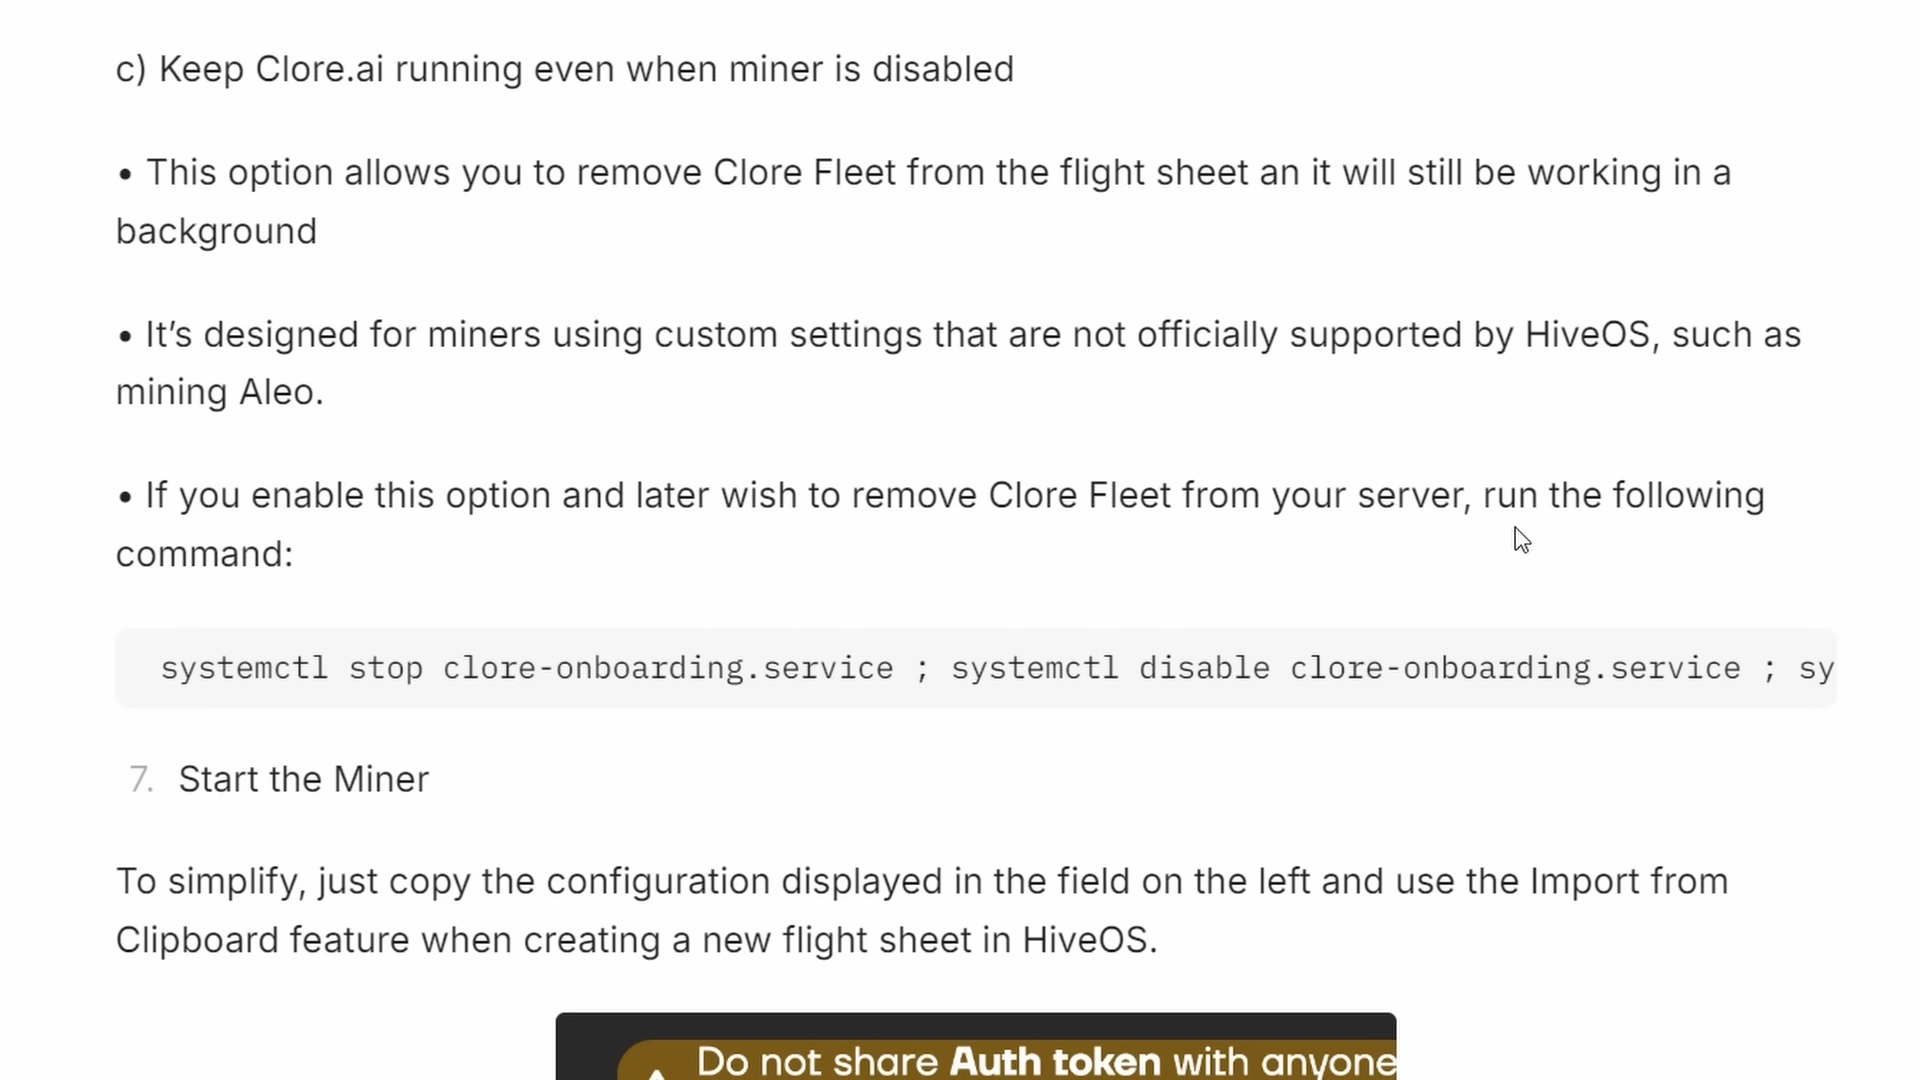 c) Keep Clore.ai running even when miner is disabled
• This option allows you to remove Clore Fleet from the flight sheet an it will still be working in a
background
• It’s designed for miners using custom settings that are not officially supported by HiveOS, such as
mining Aleo.
• If you enable this option and later wish to remove Clore Fleet from your server, run the following
command:
systemctl stop clore-onboarding.service ; systemctl disable clore-onboarding.service ; sy
7. Start the Miner
To simplify, just copy the configuration displayed in the field on the left and use the Import from
Clipboard feature when creating a new flight sheet in HiveOS.
Do not share Auth token with anyone